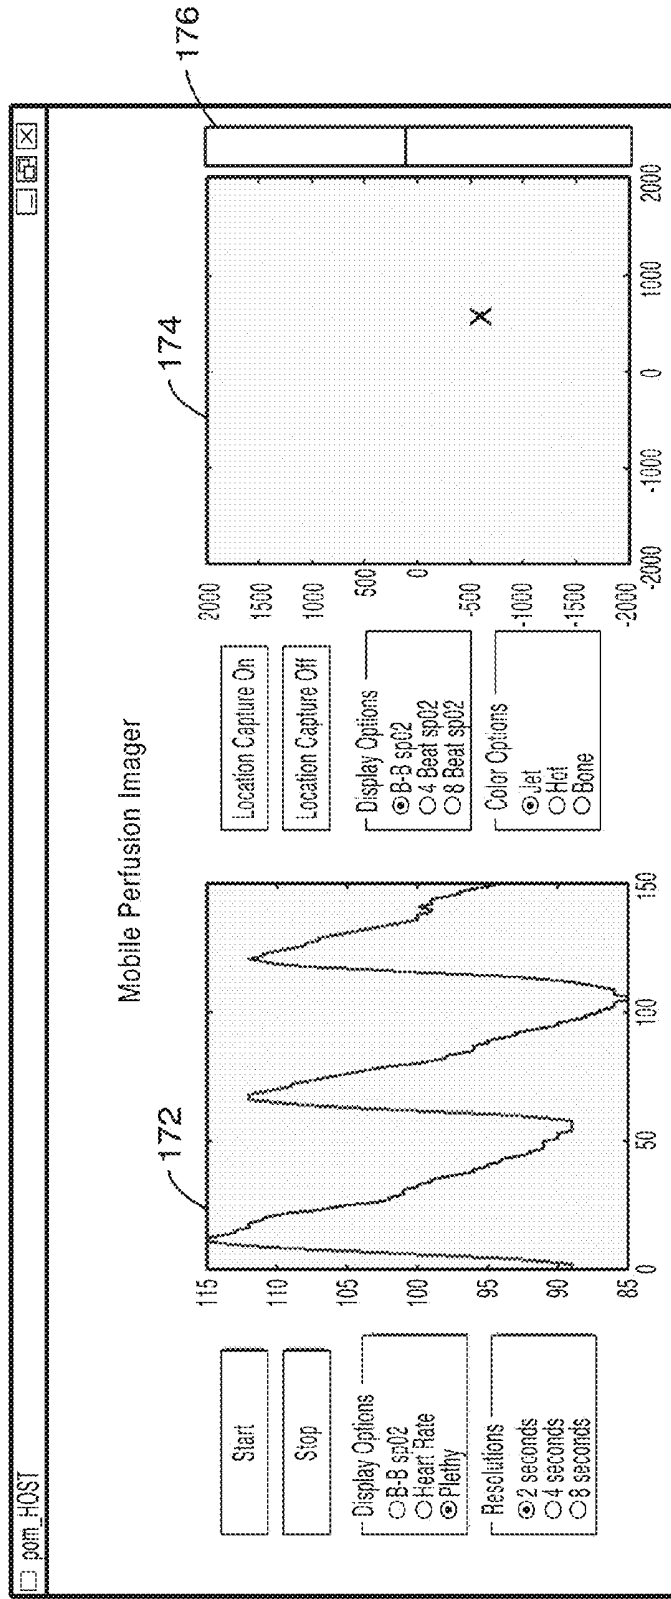 pom_HOST
Mobile Perfusion Imager
Start
Stop
Display Options
B-B sp02
Heart Rate
Plethy
Resolutions
2 seconds
4 seconds
8 seconds
172
115
110
105
100
95
90
85
0
50
100
150
Location Capture On
Location Capture Off
Display Options
B-B sp02
4 Beat sp02
8 Beat sp02
Color Options
Jet
Hot
Bone
174
2000
1500
1000
500
0
-500
-1000
-1500
-2000
X
-2000
-1000
0
1000
2000
176